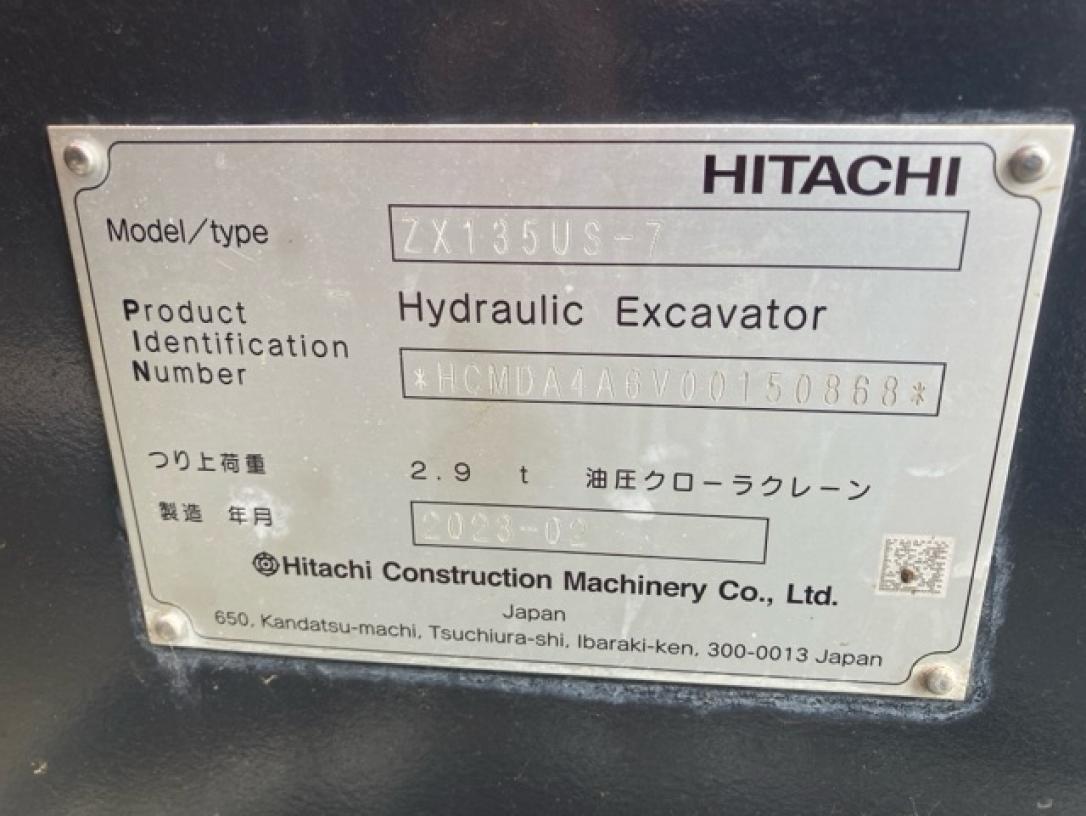 HITACHI
Model/type ZX135US-7
Hydraulic Excavator
Product
Identification
Number
*HCMDA4A6V00150868*
つり上荷重 2.9 t 油圧クローラクレーン
製造 年月 2023-02
Hitachi Construction Machinery Co., Ltd.
Japan
650, Kandatsu-machi, Tsuchiura-shi, Ibaraki-ken, 300-0013 Japan